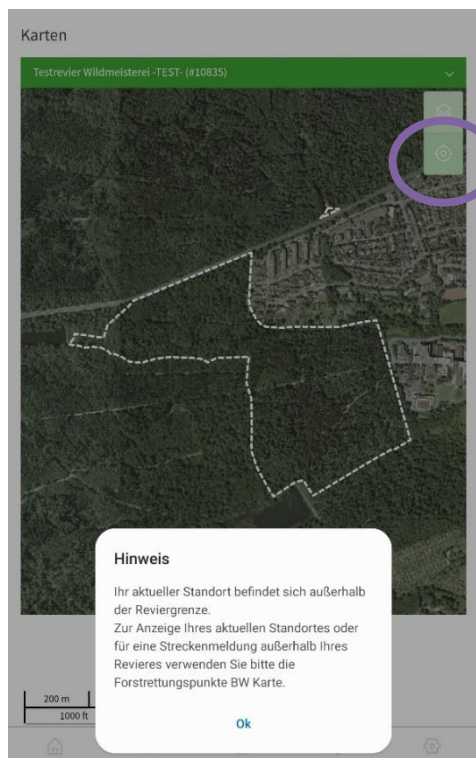 Karten
Testrevier Wildmeisterei -TEST- (#10835)
Hinweis
Ihr aktueller Standort befindet sich außerhalb
der Reviergrenze.
Zur Anzeige Ihres aktuellen Standortes oder
für eine Streckenmeldung außerhalb Ihres
Revieres verwenden Sie bitte die
Forstrettungspunkte BW Karte.
Ok
200 m
1000 ft